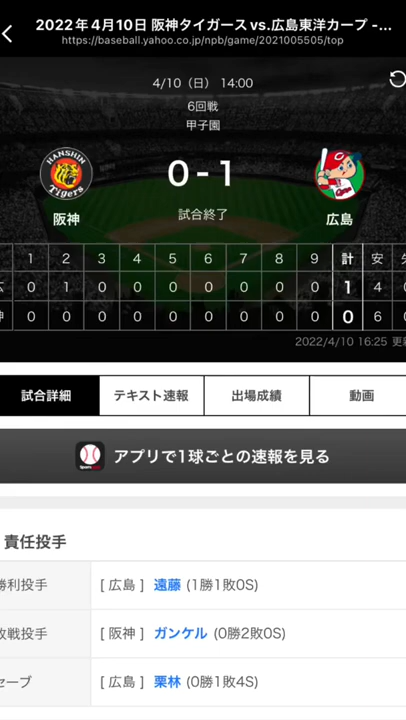 2022年4月10日 阪神タイガース vs.広島東洋カープ -...
https://baseball.yahoo.co.jp/npb/game/2021005505/top
4/10（日） 14:00
6回戦
甲子園
HANSHIN Tigers
0 - 1
Carp
阪神
試合終了
広島
1 2 3 4 5 6 7 8 9 計 安
広 0 1 0 0 0 0 0 0 0 1 4 0
神 0 0 0 0 0 0 0 0 0 0 6 0
2022/4/10 16:25 更新
試合詳細 テキスト速報 出場成績 動画
アプリで1球ごとの速報を見る
責任投手
勝利投手 [ 広島 ] 遠藤 (1勝1敗0S)
敗戦投手 [ 阪神 ] ガンケル (0勝2敗0S)
セーブ [ 広島 ] 栗林 (0勝1敗4S)